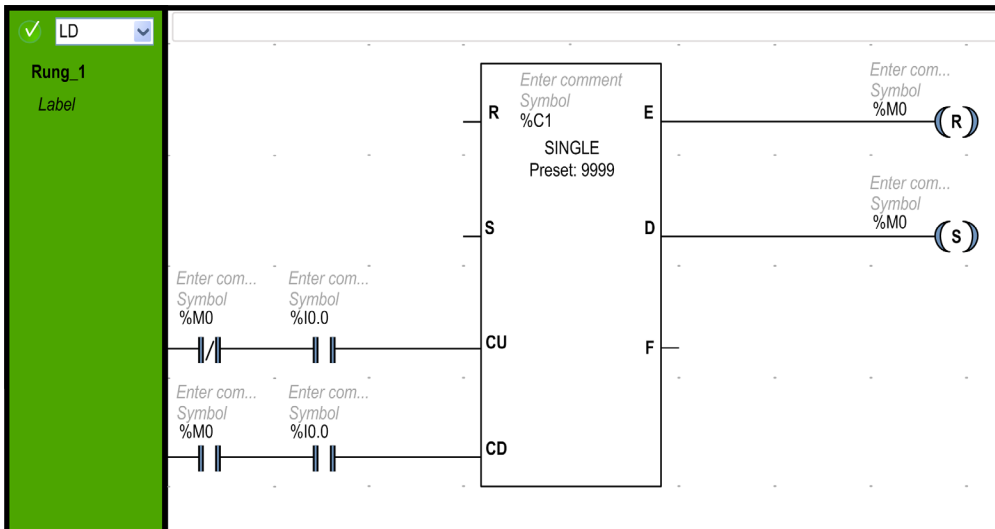 LD
Rung_1
Label
Enter comment
Symbol
%C1
SINGLE
Preset: 9999
R
S
CU
CD
E
D
F
Enter com...
Symbol
%M0
R
Enter com...
Symbol
%M0
S
Enter com... Enter com...
Symbol Symbol
%M0 %I0.0
Enter com... Enter com...
Symbol Symbol
%M0 %I0.0